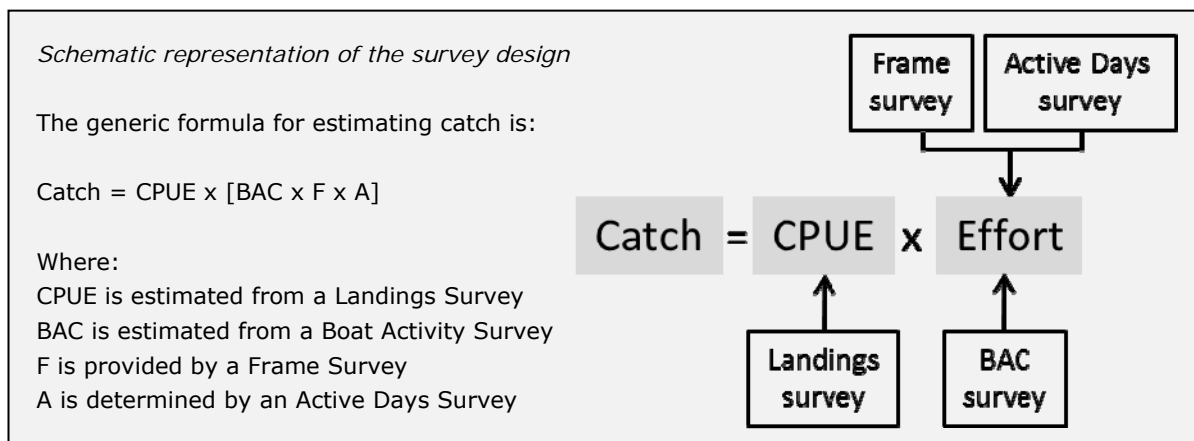 Schematic representation of the survey design
The generic formula for estimating catch is:
Catch = CPUE x [BAC x F x A]
Where:
CPUE is estimated from a Landings Survey
BAC is estimated from a Boat Activity Survey
F is provided by a Frame Survey
A is determined by an Active Days Survey
Frame
survey
Active Days
survey
Catch = CPUE x Effort
Landings
survey
BAC
survey